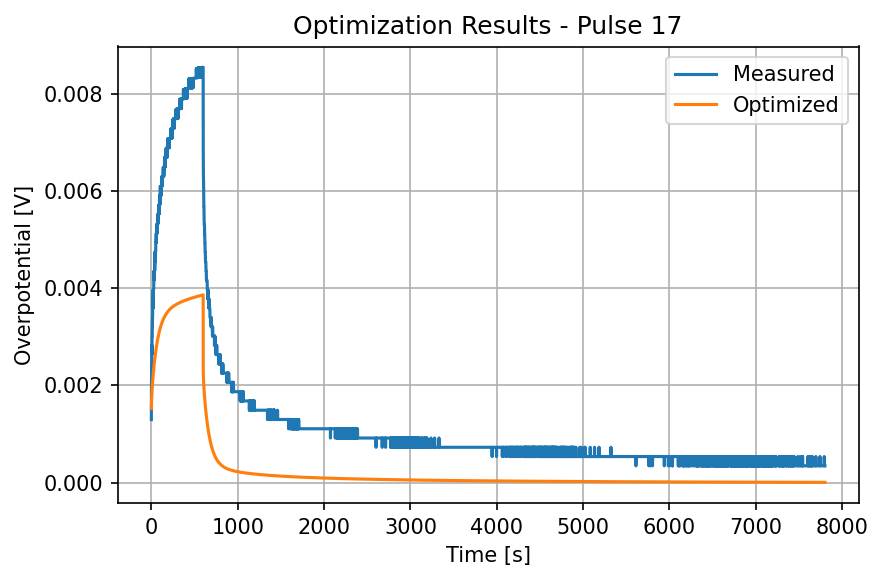 Optimization Results - Pulse 17
Measured
Optimized
Overpotential [V]
0.008
0.006
0.004
0.002
0.000
0 1000 2000 3000 4000 5000 6000 7000 8000
Time [s]